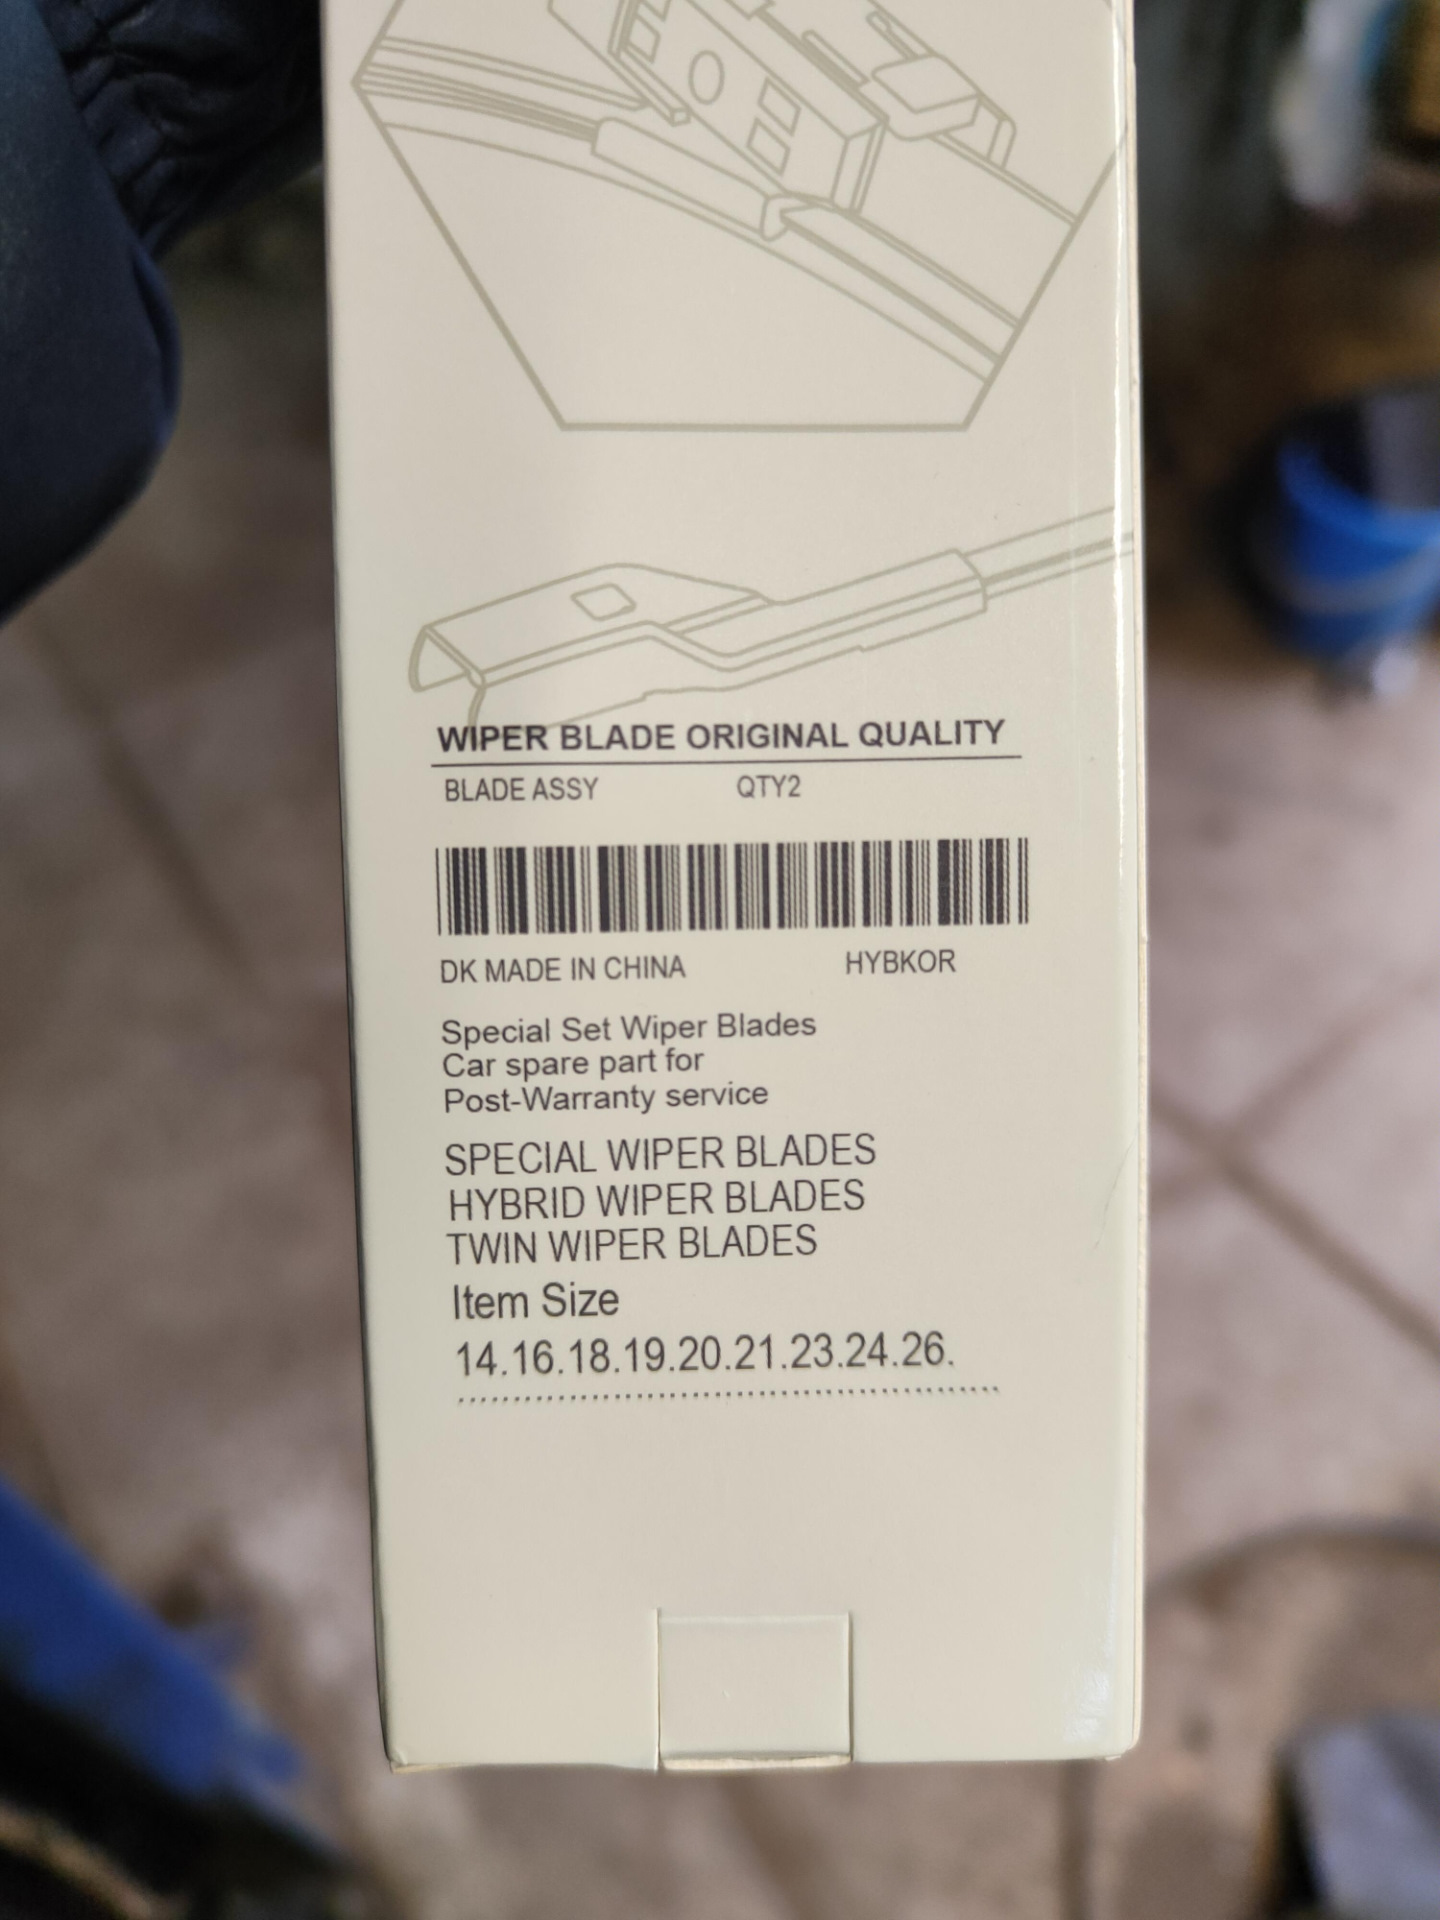 WIPER BLADE ORIGINAL QUALITY
BLADE ASSY QTY2
DK MADE IN CHINA HYBKOR
Special Set Wiper Blades
Car spare part for
Post-Warranty service
SPECIAL WIPER BLADES
HYBRID WIPER BLADES
TWIN WIPER BLADES
Item Size
14.16.18.19.20.21.23.24.26.